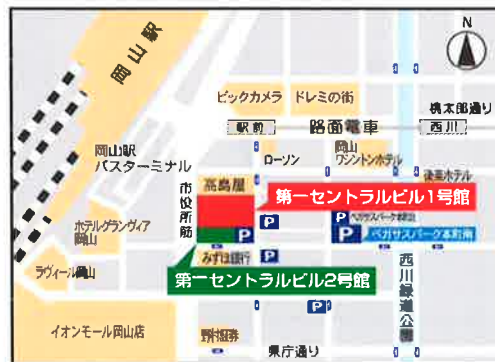 N
岡山駅
ビックカメラ
ドレミの街
桃太郎通り
駅前
路面電車
西川
岡山駅
バスターミナル
ローソン
岡山
ワシントンホテル
後楽ホテル
市役所筋
高島屋
第一セントラルビル1号館
P
P
P
ペガサスパーク本町
ペガサスパーク本町南
ホテルグランヴィア
岡山
みずほ銀行
P
第一セントラルビル2号館
西川緑道公園
ラヴィール岡山
イオンモール岡山店
野村證券
P
県庁通り